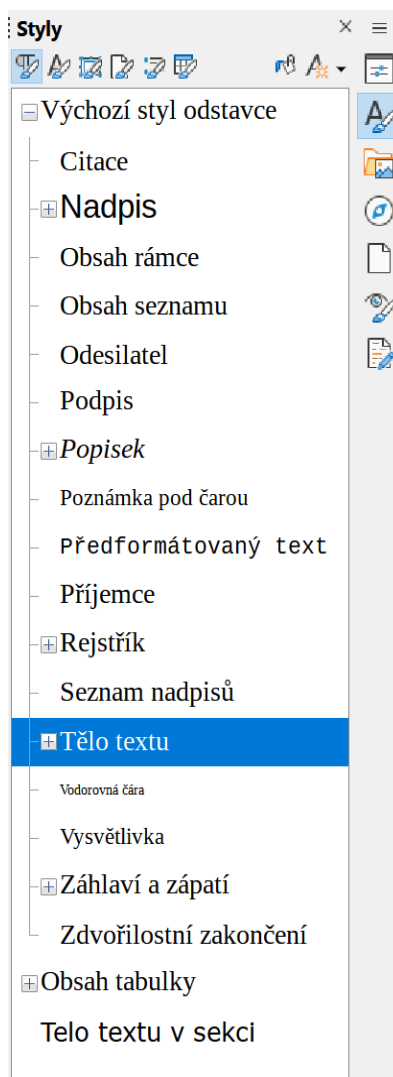 Styly
Výchozí styl odstavce
Citace
Nadpis
Obsah rámce
Obsah seznamu
Odesilatel
Podpis
Popisek
Poznámka pod čarou
Předformátovaný text
Příjemce
Rejstřík
Seznam nadpisů
Tělo textu
Vodorovná čára
Vysvětlivka
Záhlaví a zápatí
Zdvořilostní zakončení
Obsah tabulky
Telo textu v sekci